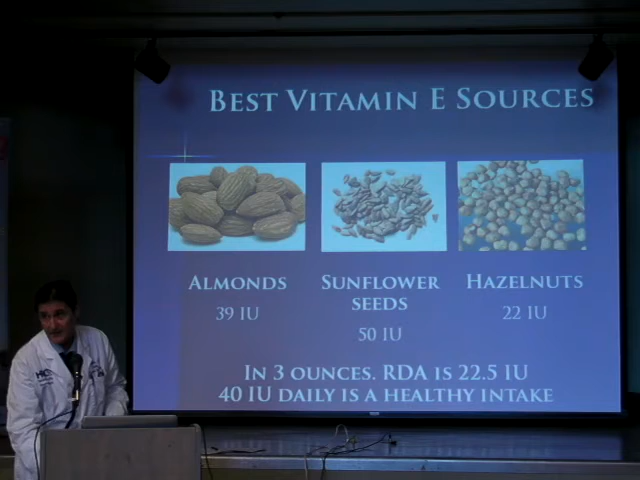 Best Vitamin E Sources
Almonds
39 IU
Sunflower
seeds
50 IU
Hazelnuts
22 IU
In 3 ounces. RDA is 22.5 IU
40 IU daily is a healthy intake